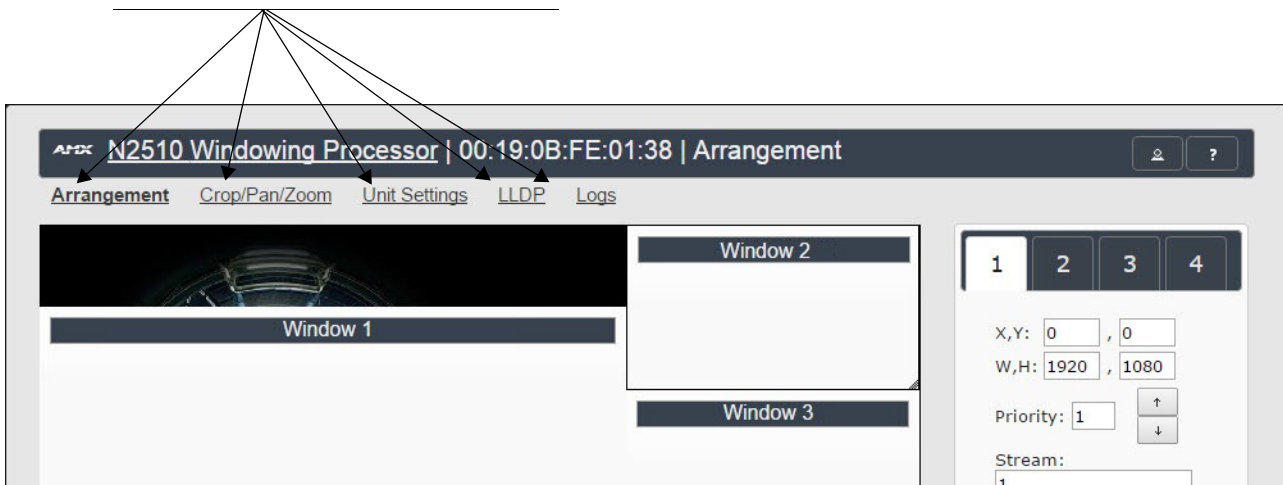 AMX N2510 Windowing Processor | 00:19:0B:FE:01:38 | Arrangement ?
Arrangement Crop/Pan/Zoom Unit Settings LLDP Logs
Window 1
Window 2
Window 3
1 2 3 4
X,Y: 0 , 0
W,H: 1920 , 1080
Priority: 1 ↑
↓
Stream:
1